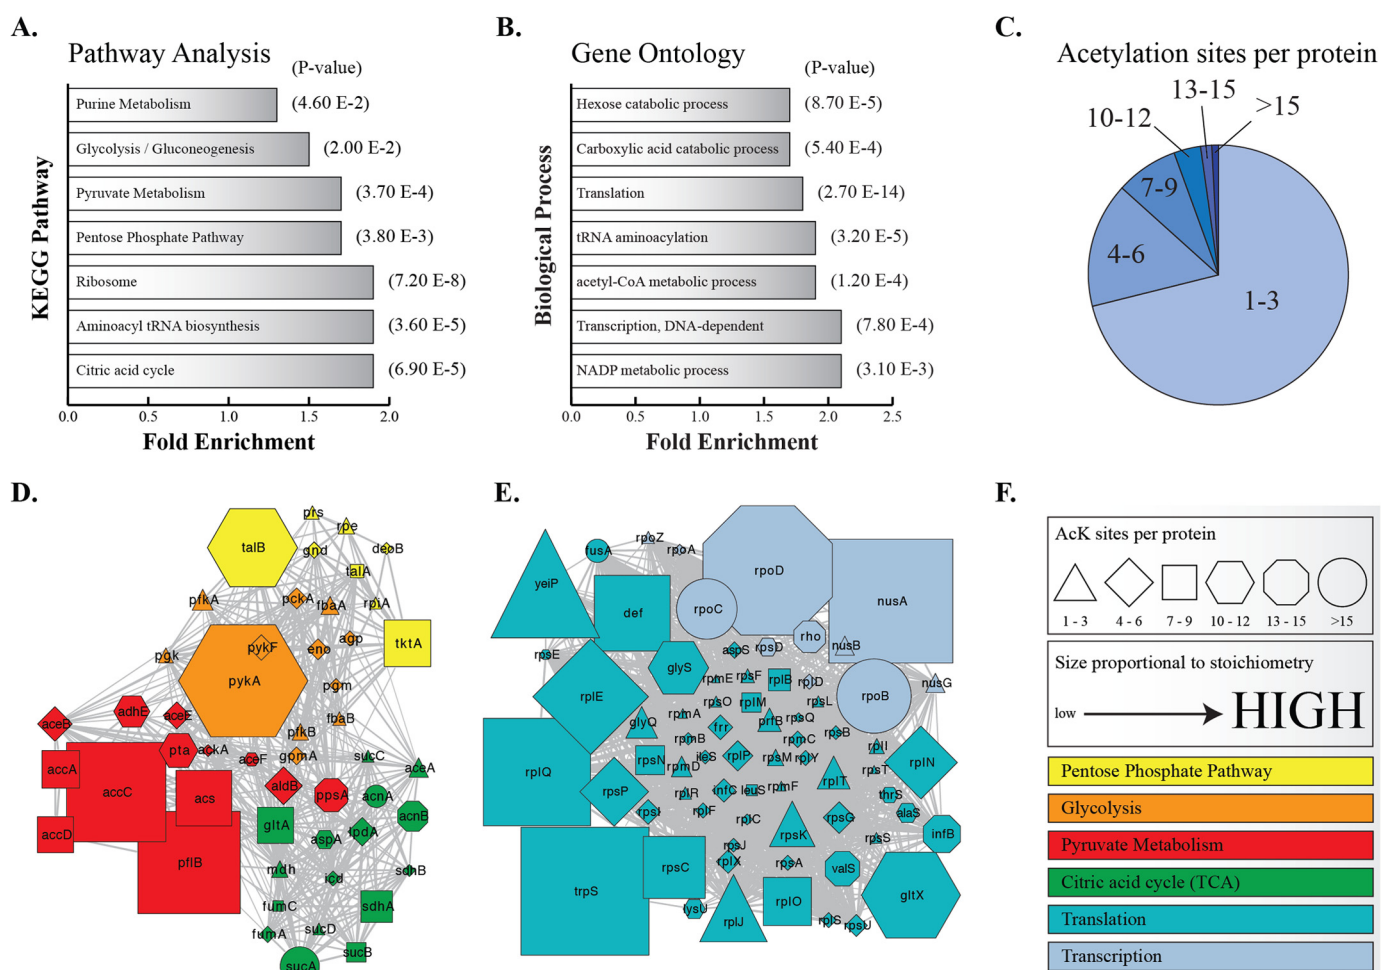 A.
Pathway Analysis
(P-value)
KEGG Pathway
Purine Metabolism (4.60 E-2)
Glycolysis / Gluconeogenesis (2.00 E-2)
Pyruvate Metabolism (3.70 E-4)
Pentose Phosphate Pathway (3.80 E-3)
Ribosome (7.20 E-8)
Aminoacyl tRNA biosynthesis (3.60 E-5)
Citric acid cycle (6.90 E-5)
0.0 0.5 1.0 1.5 2.0
Fold Enrichment
B.
Gene Ontology
(P-value)
Biological Process
Hexose catabolic process (8.70 E-5)
Carboxylic acid catabolic process (5.40 E-4)
Translation (2.70 E-14)
tRNA aminoacylation (3.20 E-5)
acetyl-CoA metabolic process (1.20 E-4)
Transcription, DNA-dependent (7.80 E-4)
NADP metabolic process (3.10 E-3)
0.0 0.5 1.0 1.5 2.0 2.5
Fold Enrichment
C.
Acetylation sites per protein
13-15
10-12
>15
7-9
4-6
1-3
D.
prs
rpe
talB
gnd
deoB
talA
pfkA
pckA
fbaA
rpiA
pykF
eno
agp
tktA
pgk
pykA
pgm
adhE
aceE
aceB
fbaB
pfkB
pta
ackA
aceF
gpmA
sucC
aceA
accA
accC
acs
aldB
ppsA
acnA
acnB
gltA
aspA
lpdA
accD
pflB
mdh
icd
sdhB
fumC
sdhA
fumA
sucD
sucB
sucA
E.
fusA
rpoZ
rpoA
yeiP
rpoD
def
rpoC
nusA
rho
nusB
rpsE
aspS
rpsD
glyS
rpmE
rpsF
rplB
rplD
nusG
rplE
rpoB
rpsO
rplM
rpsL
rpmA
glyQ
frr
prfB
rpsQ
rpsB
rpmB
rpmC
rplI
rplQ
rpsN
ileS
rplP
rpsM
rplY
rplN
rpmD
rplT
rpsT
rpsP
rplR
infC
leuS
rpmF
thrS
rpsI
rplF
rplC
rpsG
alaS
rpsK
infB
rpsS
rpsJ
rplX
rpsA
rpsC
valS
trpS
gltX
lysU
rplJ
rplO
rplS
rpsU
F.
AcK sites per protein
1 - 3 4 - 6 7 - 9 10 - 12 13 - 15 >15
Size proportional to stoichiometry
low HIGH
Pentose Phosphate Pathway
Glycolysis
Pyruvate Metabolism
Citric acid cycle (TCA)
Translation
Transcription